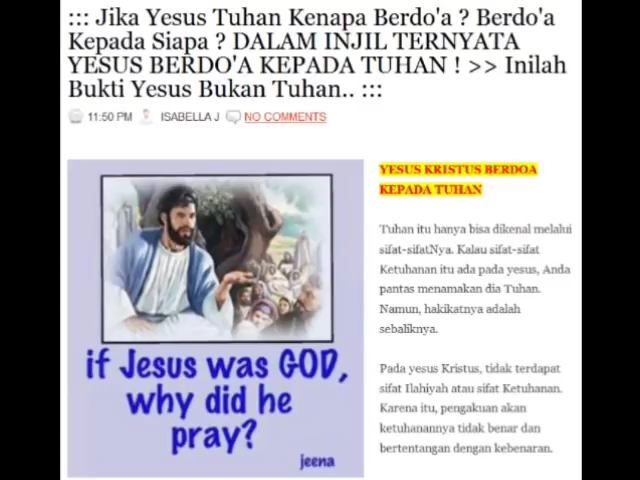 ::: Jika Yesus Tuhan Kenapa Berdo'a ? Berdo'a
Kepada Siapa ? DALAM INJIL TERNYATA
YESUS BERDO'A KEPADA TUHAN ! >> Inilah
Bukti Yesus Bukan Tuhan.. :::
11:50 PM ISABELLA J NO COMMENTS
if Jesus was GOD,
why did he
pray?
jeena
YESUS KRISTUS BERDOA
KEPADA TUHAN
Tuhan itu hanya bisa dikenal melalui
sifat-sifatNya. Kalau sifat-sifat
Ketuhanan itu ada pada yesus, Anda
pantas menamakan dia Tuhan.
Namun, hakikatnya adalah
sebaliknya.
Pada yesus Kristus, tidak terdapat
sifat Ilahiyah atau sifat Ketuhanan.
Karena itu, pengakuan akan
ketuhanannya tidak benar dan
bertentangan dengan kebenaran.